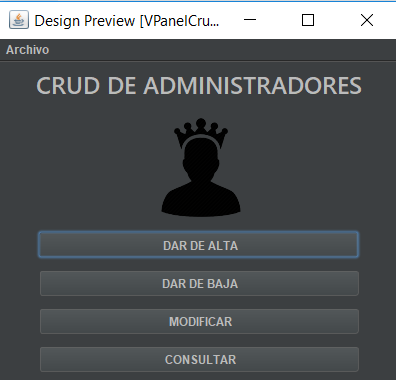 Design Preview [VPanelCru...
Archivo
CRUD DE ADMINISTRADORES
DAR DE ALTA
DAR DE BAJA
MODIFICAR
CONSULTAR